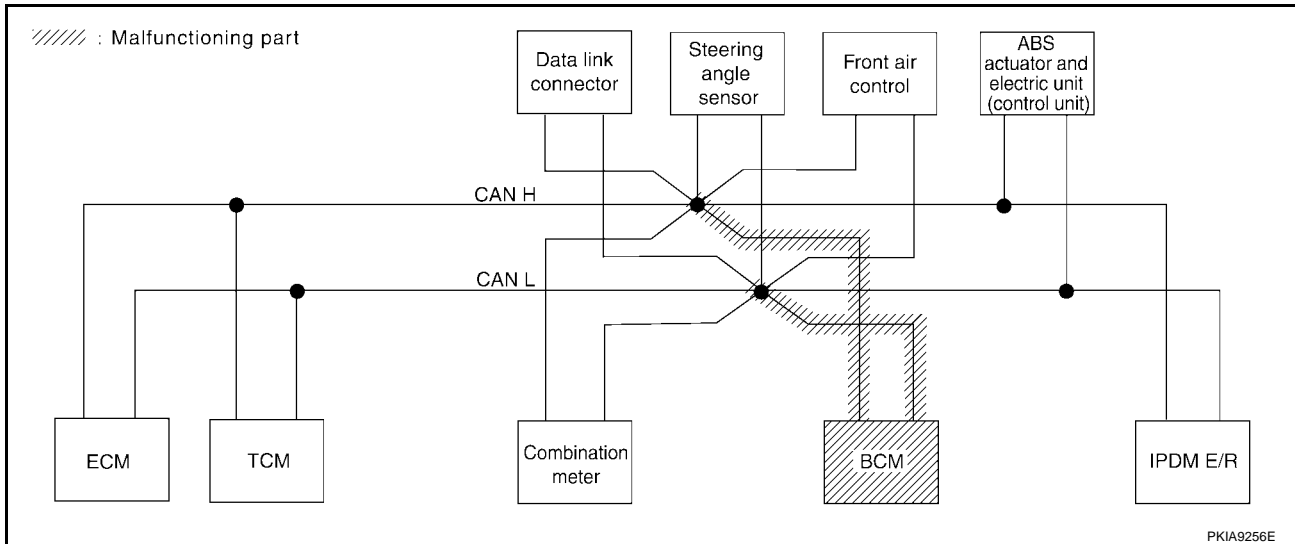 : Malfunctioning part
Data link
connector
Steering
angle
sensor
Front air
control
ABS
actuator and
electric unit
(control unit)
CAN H
CAN L
ECM
TCM
Combination
meter
BCM
IPDM E/R
PKIA9256E